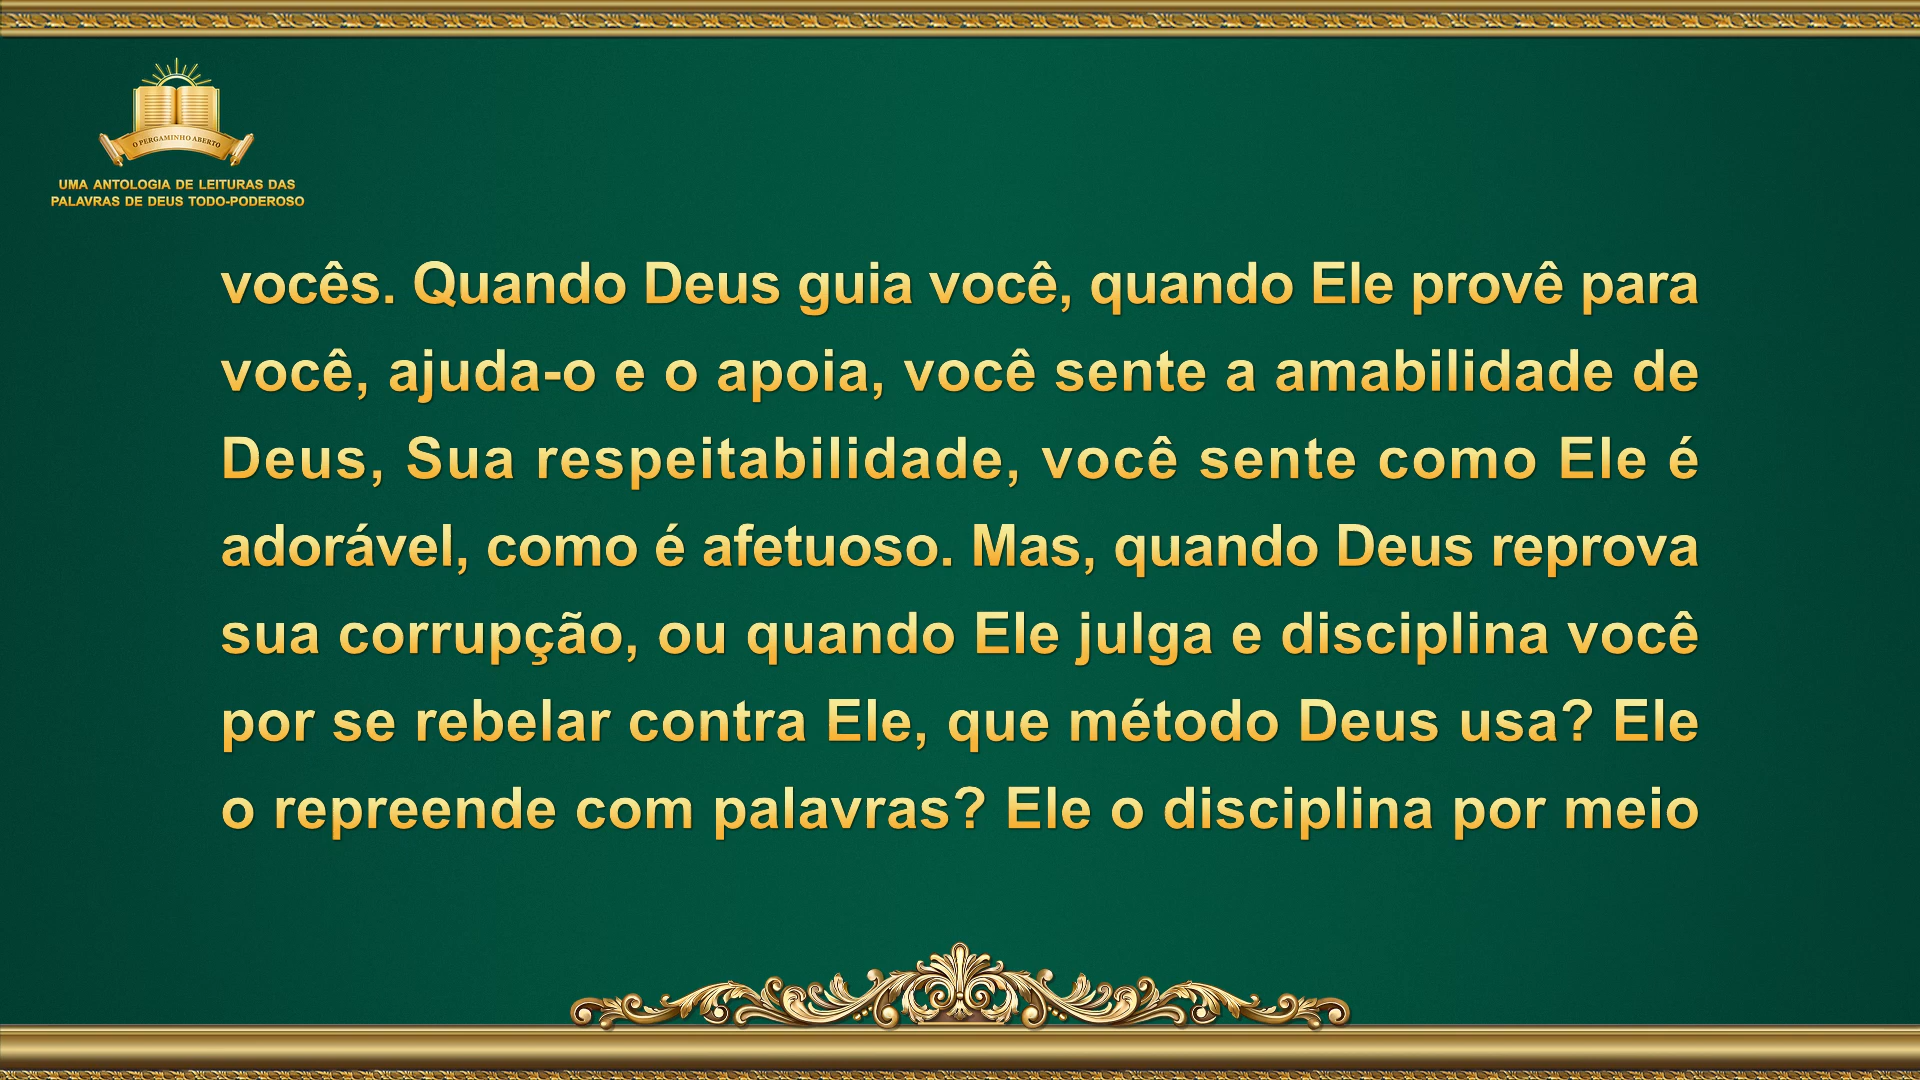 O PERGAMINHO ABERTO
UMA ANTOLOGIA DE LEITURAS DAS
PALAVRAS DE DEUS TODO-PODEROSO
vocês. Quando Deus guia você, quando Ele provê para
você, ajuda-o e o apoia, você sente a amabilidade de
Deus, Sua respeitabilidade, você sente como Ele é
adorável, como é afetuoso. Mas, quando Deus reprova
sua corrupção, ou quando Ele julga e disciplina você
por se rebelar contra Ele, que método Deus usa? Ele
o repreende com palavras? Ele o disciplina por meio